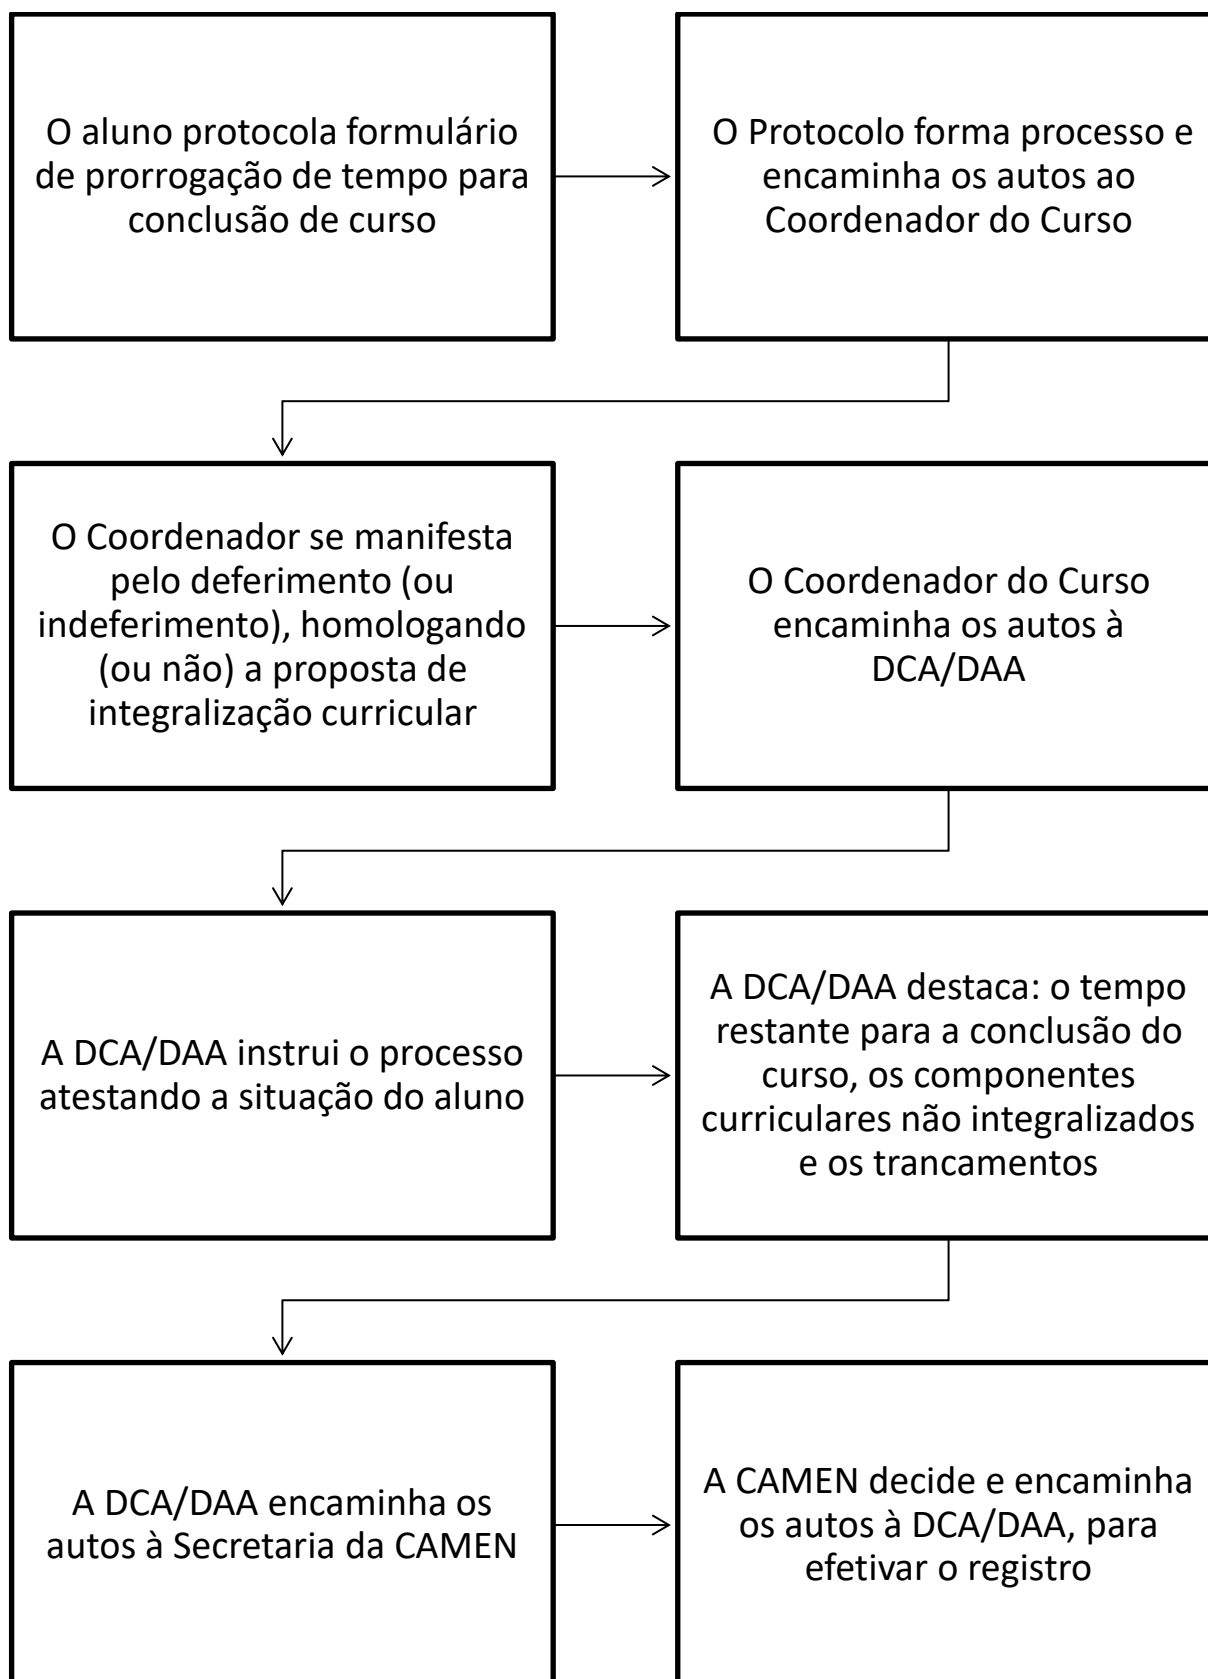 O aluno protocola formulário
de prorrogação de tempo para
conclusão de curso
O Protocolo forma processo e
encaminha os autos ao
Coordenador do Curso
O Coordenador se manifesta
pelo deferimento (ou
indeferimento), homologando
(ou não) a proposta de
integralização curricular
O Coordenador do Curso
encaminha os autos à
DCA/DAA
A DCA/DAA instrui o processo
atestando a situação do aluno
A DCA/DAA destaca: o tempo
restante para a conclusão do
curso, os componentes
curriculares não integralizados
e os trancamentos
A DCA/DAA encaminha os
autos à Secretaria da CAMEN
A CAMEN decide e encaminha
os autos à DCA/DAA, para
efetivar o registro